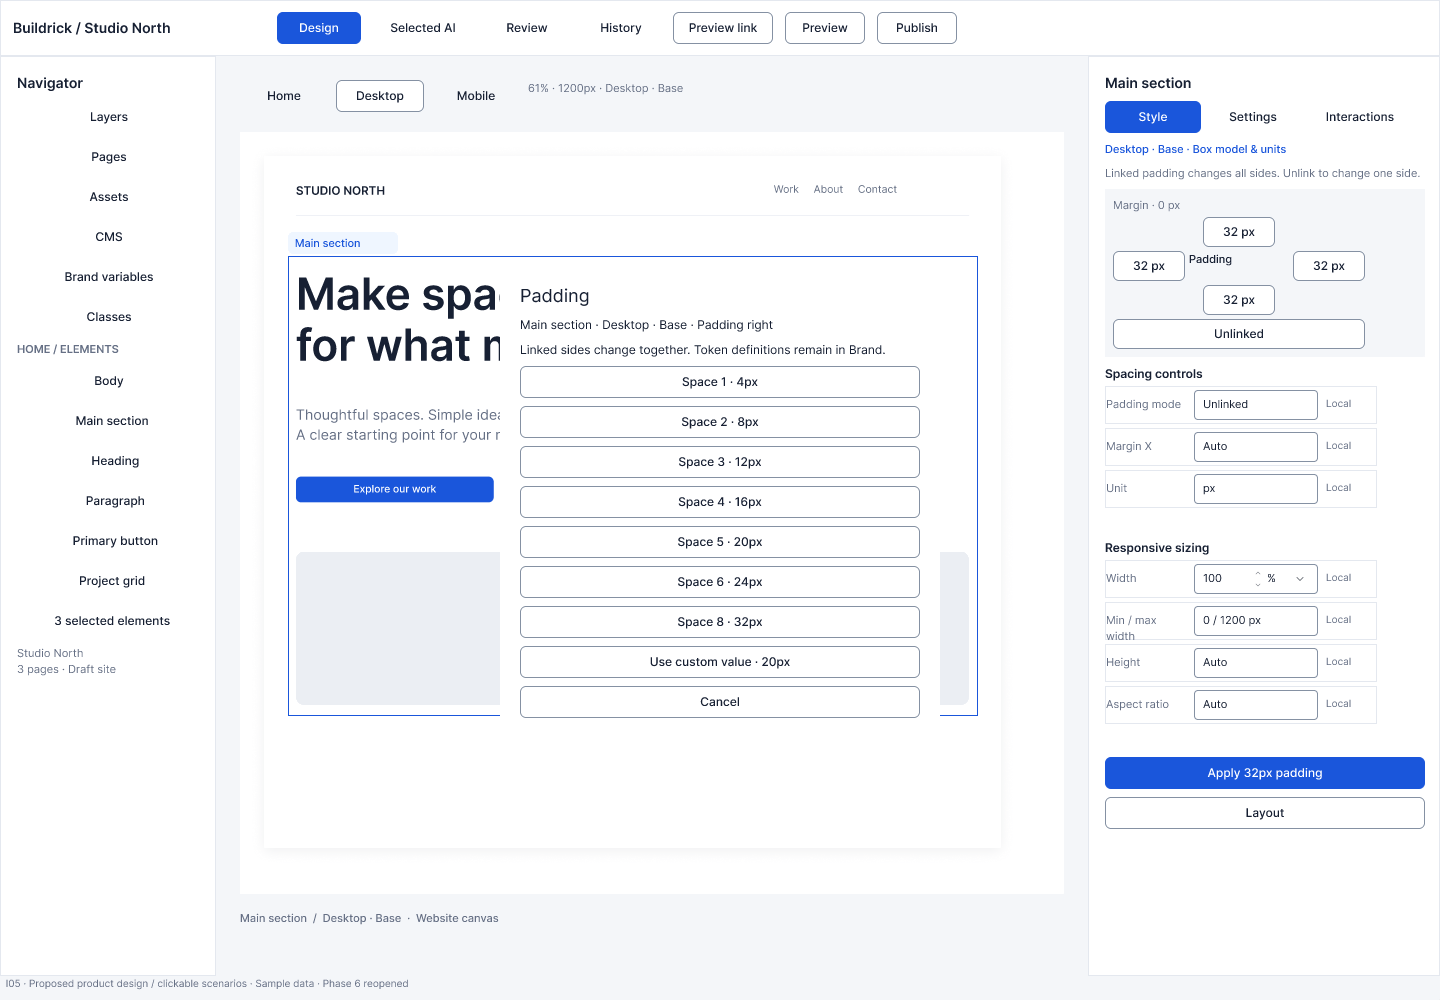 Buildrick / Studio North
Design
Selected AI
Review
History
Preview link
Preview
Publish
Navigator
Layers
Pages
Assets
CMS
Brand variables
Classes
HOME / ELEMENTS
Body
Main section
Heading
Paragraph
Primary button
Project grid
3 selected elements
Studio North
3 pages · Draft site
Home
Desktop
Mobile
61% · 1200px · Desktop · Base
STUDIO NORTH
Work
About
Contact
Main section
Make spac
for what
Thoughtful spaces. Simple idea
A clear starting point for your
Explore our work
Padding
Main section · Desktop · Base · Padding right
Linked sides change together. Token definitions remain in Brand.
Space 1 · 4px
Space 2 · 8px
Space 3 · 12px
Space 4 · 16px
Space 5 · 20px
Space 6 · 24px
Space 8 · 32px
Use custom value · 20px
Cancel
Main section / Desktop · Base · Website canvas
Main section
Style
Settings
Interactions
Desktop · Base · Box model & units
Linked padding changes all sides. Unlink to change one side.
Margin · 0 px
32 px
32 px
Padding
32 px
32 px
Unlinked
Spacing controls
Padding mode
Unlinked
Local
Margin X
Auto
Local
Unit
px
Local
Responsive sizing
Width
100
%
Local
Min / max
width
0 / 1200 px
Local
Height
Auto
Local
Aspect ratio
Auto
Local
Apply 32px padding
Layout
I05 · Proposed product design / clickable scenarios · Sample data · Phase 6 reopened